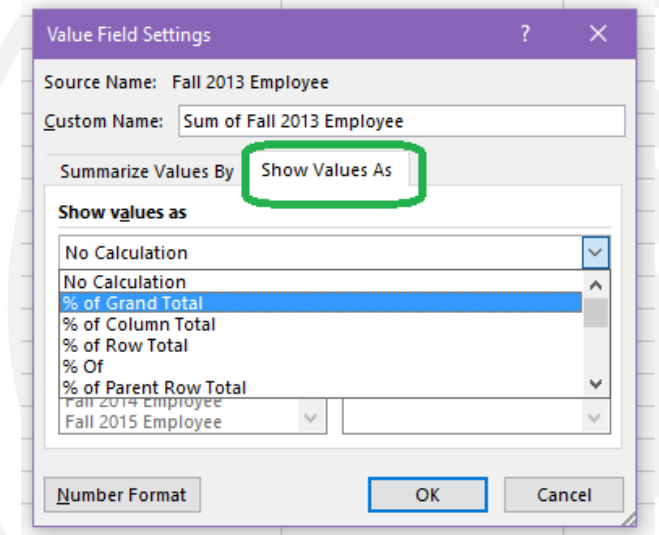 Value Field Settings ? ×
Source Name: Fall 2013 Employee
Custom Name: Sum of Fall 2013 Employee
Summarize Values By Show Values As
Show values as
No Calculation
No Calculation
% of Grand Total
% of Column Total
% of Row Total
% Of
% of Parent Row Total
Fall 2014 Employee
Fall 2015 Employee
Number Format OK Cancel